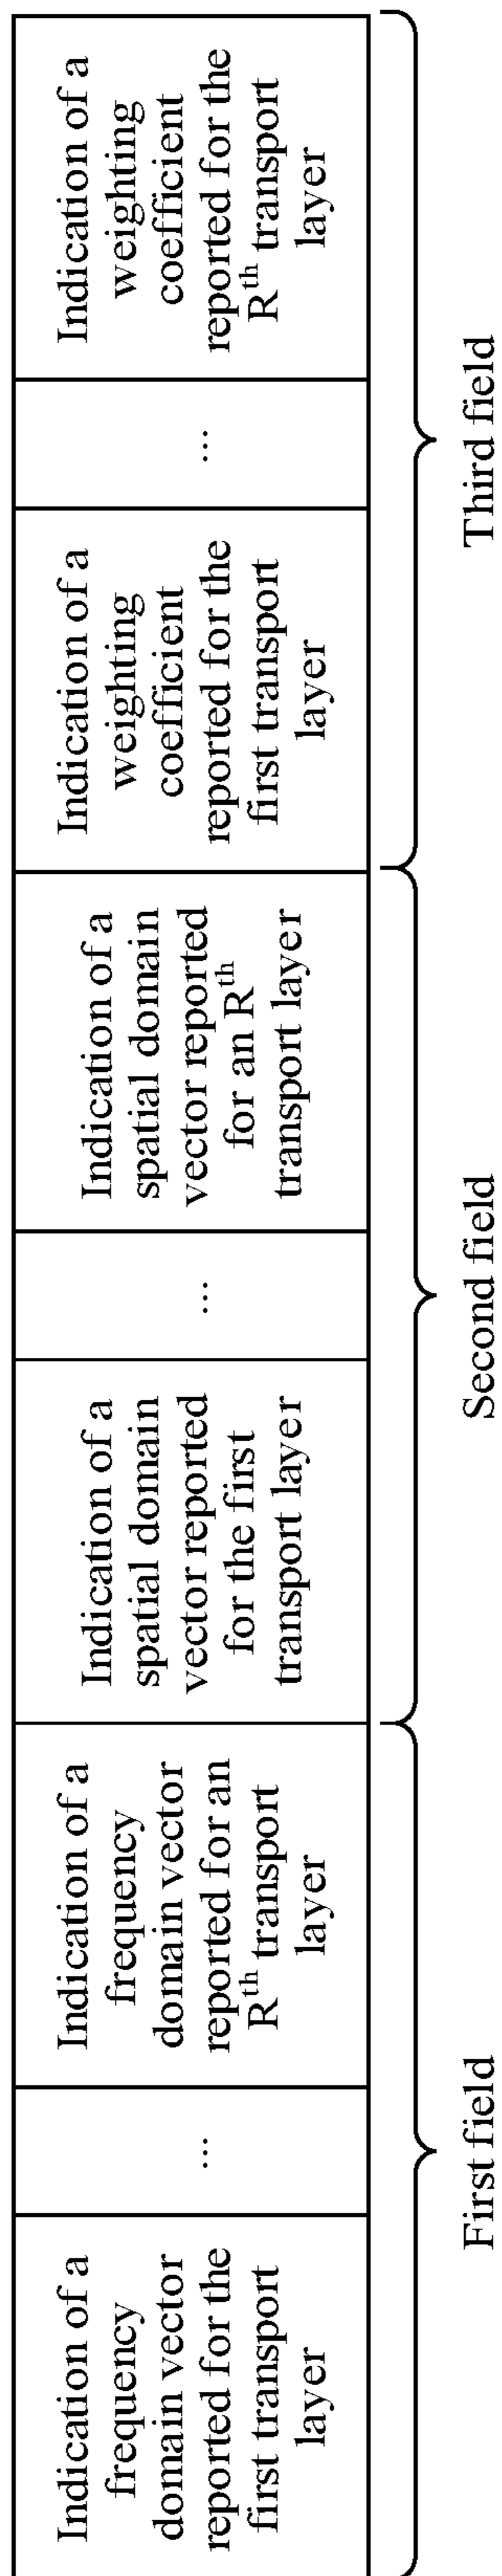 Indication of a
frequency
domain vector
reported for the
first transport
layer
...
Indication of a
frequency
domain vector
reported for an
Rth transport
layer
Indication of a
spatial domain
vector reported
for the first
transport layer
...
Indication of a
spatial domain
vector reported
for an Rth
transport layer
Indication of a
weighting
coefficient
reported for the
first transport
layer
...
Indication of a
weighting
coefficient
reported for the
Rth transport
layer
First field
Second field
Third field